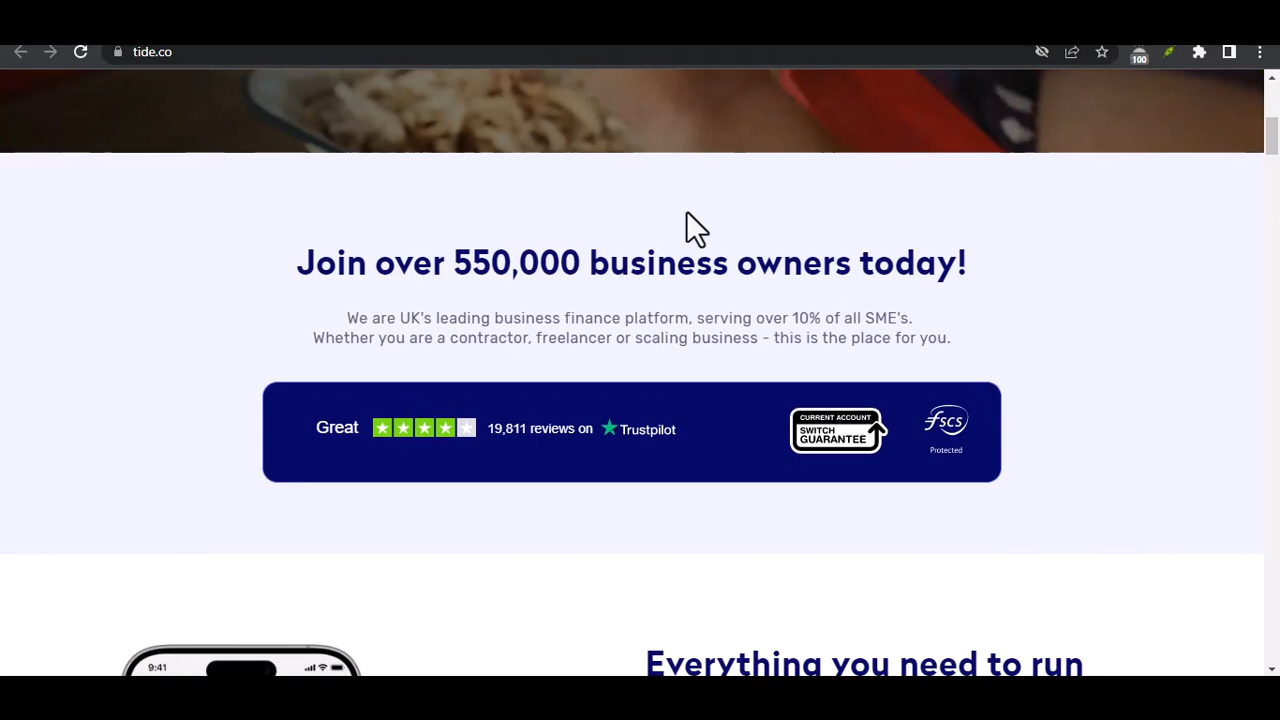 tide.co
100
Join over 550,000 business owners today!
We are UK's leading business finance platform, serving over 10% of all SME's.
Whether you are a contractor, freelancer or scaling business - this is the place for you.
Great 19,811 reviews on Trustpilot
CURRENT ACCOUNT
SWITCH
GUARANTEE
fscs
Protected
9:41
Everything you need to run